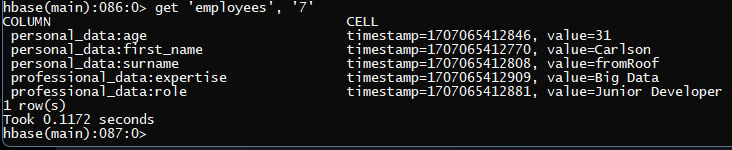 hbase(main):086:0> get 'employees', '7'
COLUMN CELL
personal_data:age timestamp=1707065412846, value=31
personal_data:first_name timestamp=1707065412770, value=Carlson
personal_data:surname timestamp=1707065412808, value=fromRoof
professional_data:expertise timestamp=1707065412909, value=Big Data
professional_data:role timestamp=1707065412881, value=Junior Developer
1 row(s)
Took 0.1172 seconds
hbase(main):087:0>